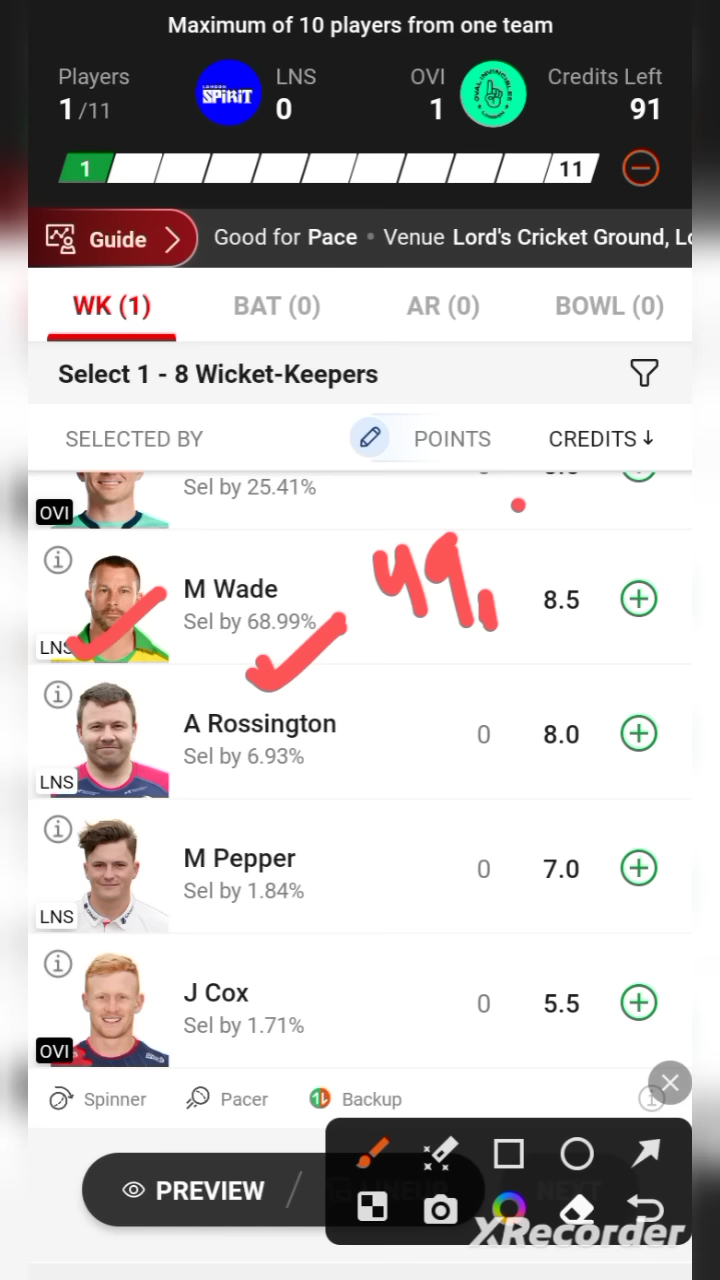 Maximum of 10 players from one team
Players LNS OVI Credits Left
1 /11 LONDON SPIRIT 0 1 91
1 11
Guide Good for Pace • Venue Lord's Cricket Ground, Lo
WK (1) BAT (0) AR (0) BOWL (0)
Select 1 - 8 Wicket-Keepers
SELECTED BY POINTS CREDITS↓
Sel by 25.41%
OVI
M Wade 49, 8.5
Sel by 68.99%
LNS
A Rossington 0 8.0
Sel by 6.93%
LNS
M Pepper 0 7.0
Sel by 1.84%
LNS
J Cox 0 5.5
Sel by 1.71%
OVI
Spinner Pacer Backup
PREVIEW / LINEUP NEXT
XRecorder